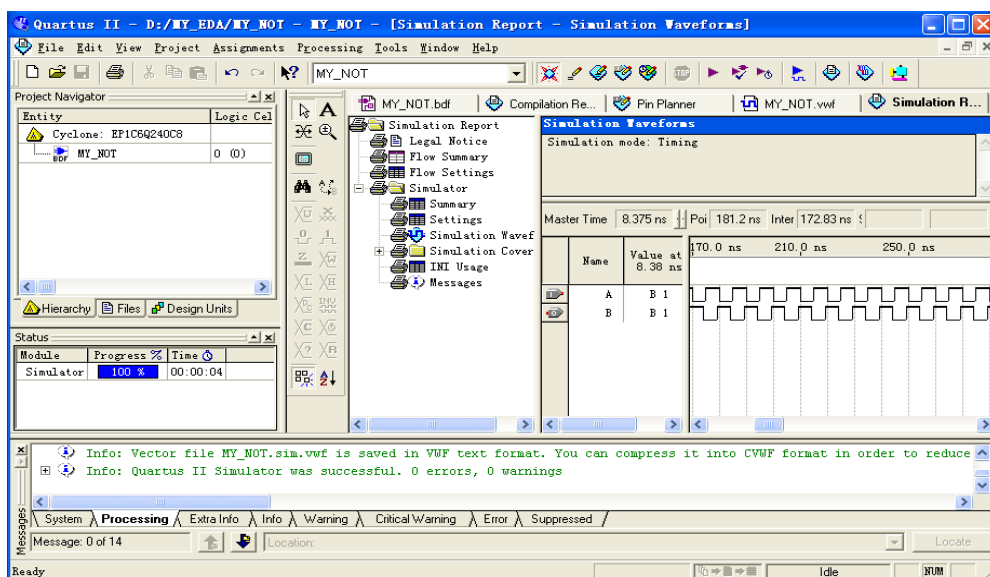 Quartus II - D:/MY_EDA/MY_NOT - MY_NOT - [Simulation Report - Simulation Waveforms]
File Edit View Project Assignments Processing Tools Window Help
MY_NOT
Project Navigator
Entity Logic Cel
Cyclone: EP1C6Q240C8
MY_NOT 0 (0)
Hierarchy Files Design Units
Status
Module Progress % Time
Simulator 100 % 00:00:04
MY_NOT.bdf Compilation Re... Pin Planner MY_NOT.vwf Simulation R...
Simulation Report
Legal Notice
Flow Summary
Flow Settings
Simulator
Summary
Settings
Simulation Wavef
Simulation Cover
INI Usage
Messages
Simulation Waveforms
Simulation mode: Timing
Master Time 8.375 ns Poi 181.2 ns Inter 172.83 ns
Name Value at 8.38 ns 170.0 ns 210.0 ns 250.0 ns
A B 1
B B 1
Info: Vector file MY_NOT.sim.vwf is saved in VWF text format. You can compress it into CVWF format in order to reduce
Info: Quartus II Simulator was successful. 0 errors, 0 warnings
Messages
System Processing Extra Info Info Warning Critical Warning Error Suppressed
Message: 0 of 14 Location: Locate
Ready Idle NUM